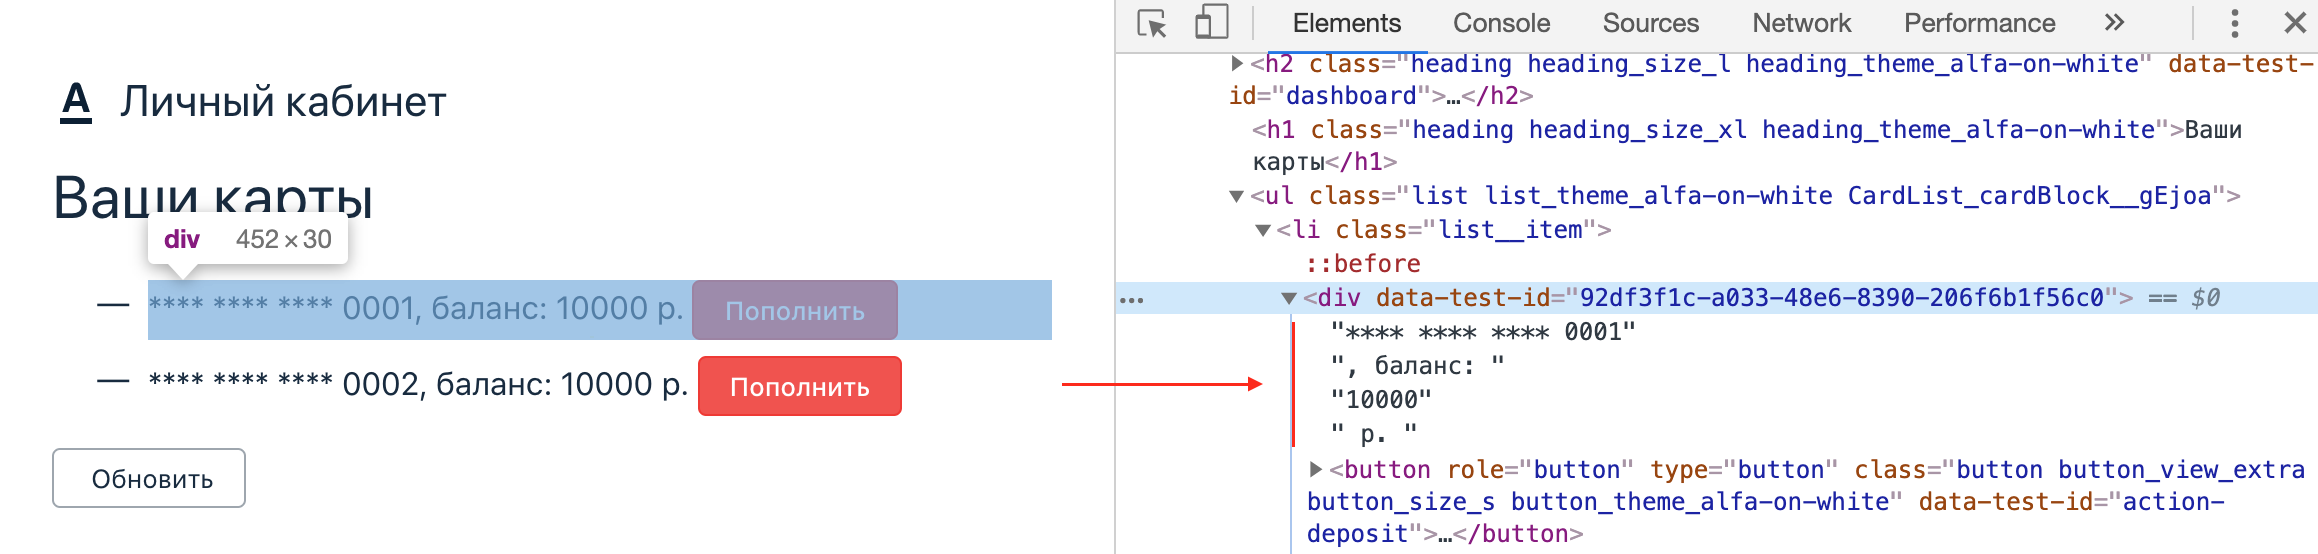 A Личный кабинет
Ваши карты
div 452 × 30
— **** **** **** 0001, баланс: 10000 р. Пополнить
— **** **** **** 0002, баланс: 10000 р. Пополнить
Обновить
Elements Console Sources Network Performance »
<h2 class="heading heading_size_l heading_theme_alfa-on-white" data-test-
id="dashboard">…</h2>
<h1 class="heading heading_size_xl heading_theme_alfa-on-white">Ваши
карты</h1>
<ul class="list list_theme_alfa-on-white CardList_cardBlock__gEjoa">
<li class="list__item">
::before
<div data-test-id="92df3f1c-a033-48e6-8390-206f6b1f56c0"> == $0
"**** **** **** 0001"
", баланс: "
"10000"
" р. "
<button role="button" type="button" class="button button_view_extra
button_size_s button_theme_alfa-on-white" data-test-id="action-
deposit">…</button>